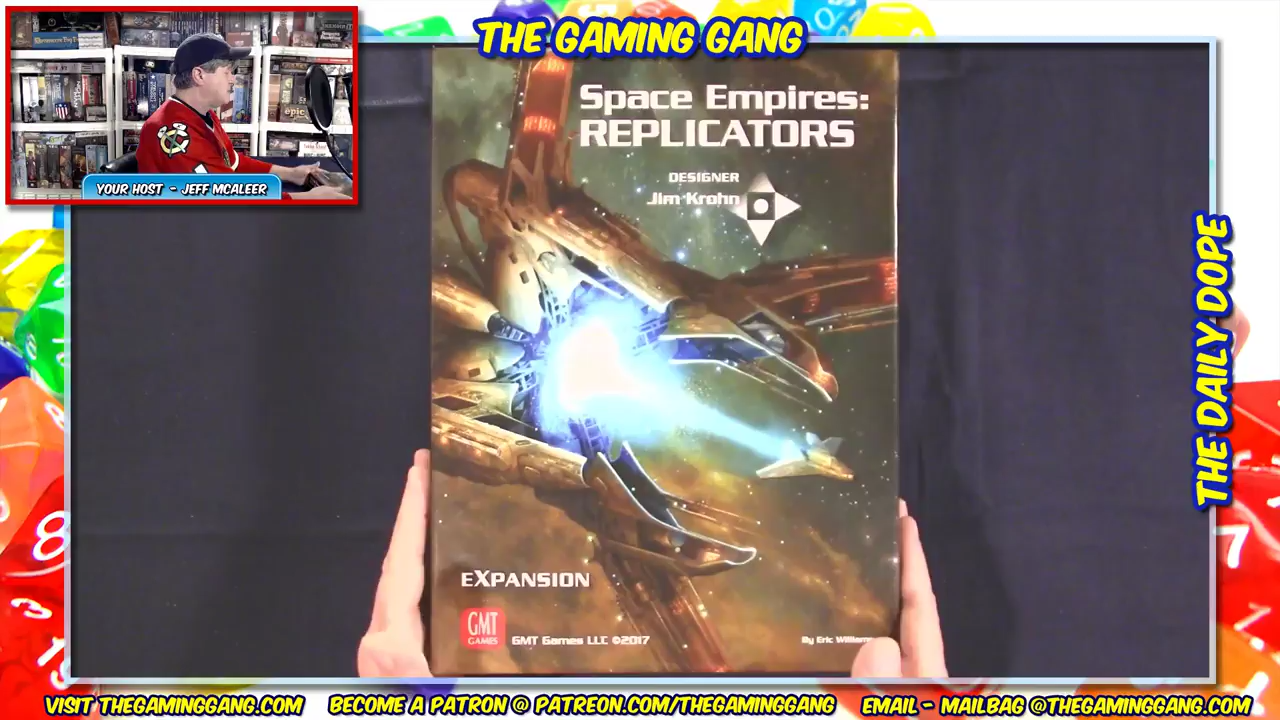 THE GAMING GANG
Space Empires:
REPLICATORS
DESIGNER
Jim Krohn
YOUR HOST - JEFF MCALEER
epic
THE DAILY DOPE
EXPANSION
GMT
GAMES
GMT Games LLC ©2017
By Eric Williams
VISIT THEGAMINGGANG.COM
BECOME A PATRON @ PATREON.COM/THEGAMINGGANG
EMAIL - MAILBAG @THEGAMINGGANG.COM